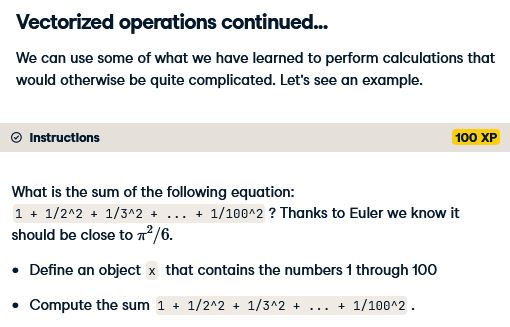 Vectorized operations continued...
We can use some of what we have learned to perform calculations that
would otherwise be quite complicated. Let's see an example.
Instructions
100 XP
What is the sum of the following equation:
1 + 1/2^2 + 1/3^2 + ... + 1/100^2 ? Thanks to Euler we know it
should be close to π²/6.
• Define an object x that contains the numbers 1 through 100
• Compute the sum 1 + 1/2^2 + 1/3^2 + ... + 1/100^2 .